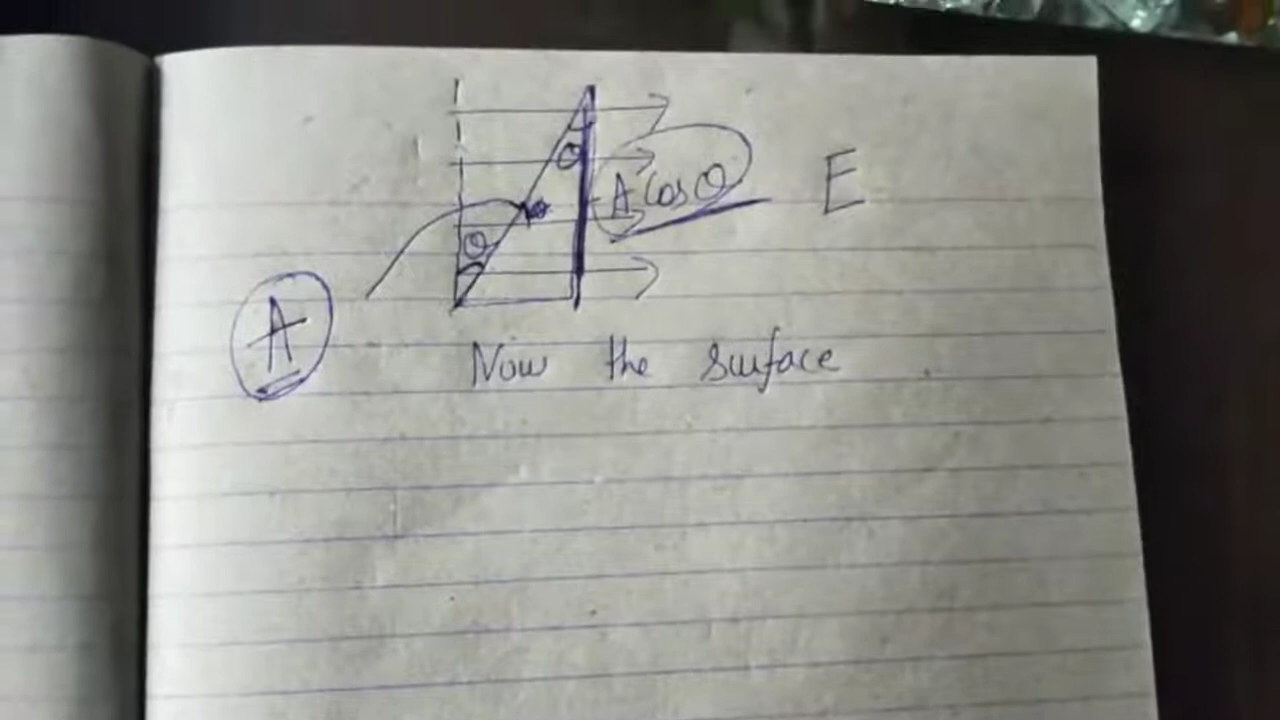 θ
A cos θ
E
θ
A
Now the surface